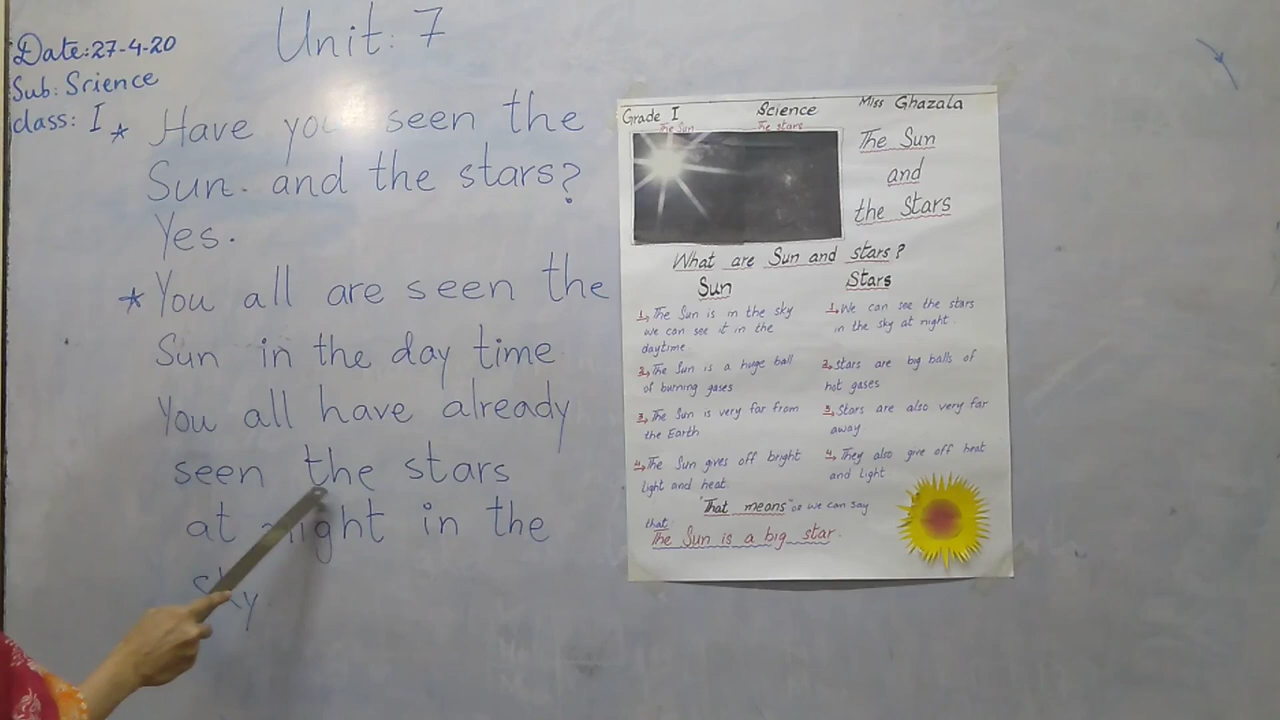 Unit: 7
Date: 27-4-20
Sub: Science
class: I
* Have you seen the
Sun. and the stars?
Yes.
* You all are seen the
Sun in the day time
You all have already
seen the stars
at night in the
sky
Grade I Science Miss Ghazala
The Sun The stars
The Sun
and
the Stars
What are Sun and stars?
Sun
1, The Sun is in the sky
we can see it in the
daytime
2, The Sun is a huge ball
of burning gases
3, The Sun is very far from
the Earth
4, The Sun gives off bright
light and heat.
Stars
1, We can see the stars
in the sky at night.
2, Stars are big balls of
hot gases
3, Stars are also very far
away
4, They also give off heat
and light
"That means" or we can say
that
The Sun is a big star.